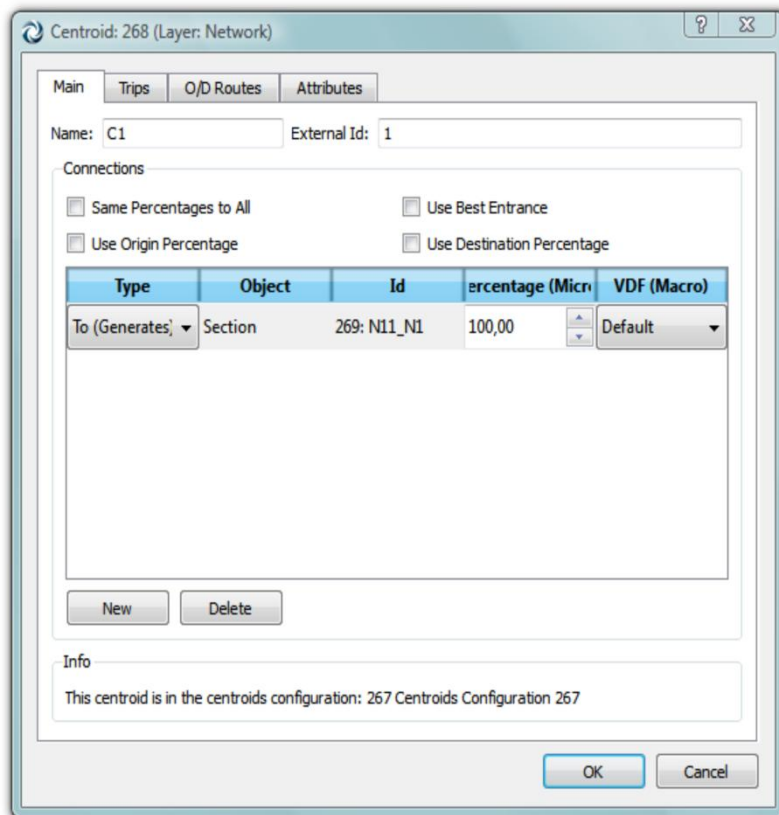 Centroid: 268 (Layer: Network)
Main Trips O/D Routes Attributes
Name: C1 External Id: 1
Connections
Same Percentages to All Use Best Entrance
Use Origin Percentage Use Destination Percentage
Type Object Id ercentage (Micr VDF (Macro)
To (Generates) Section 269: N11_N1 100,00 Default
New Delete
Info
This centroid is in the centroids configuration: 267 Centroids Configuration 267
OK Cancel